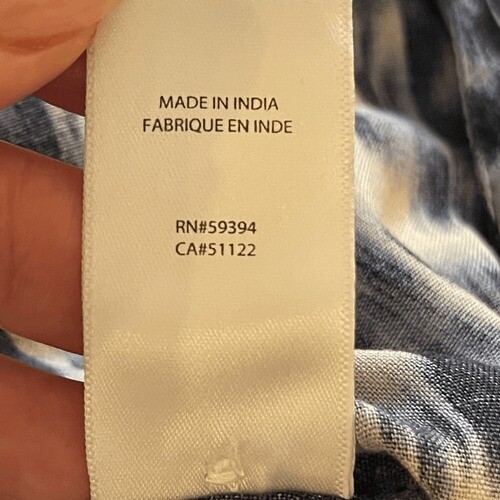 MADE IN INDIA
FABRIQUE EN INDE
RN#59394
CA#51122